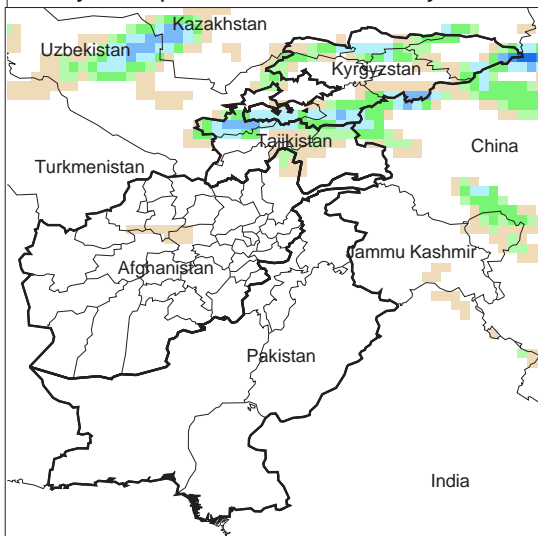 Kazakhstan
Uzbekistan
Kyrgyzstan
Tajikistan
China
Turkmenistan
Jammu Kashmir
Afghanistan
Pakistan
India